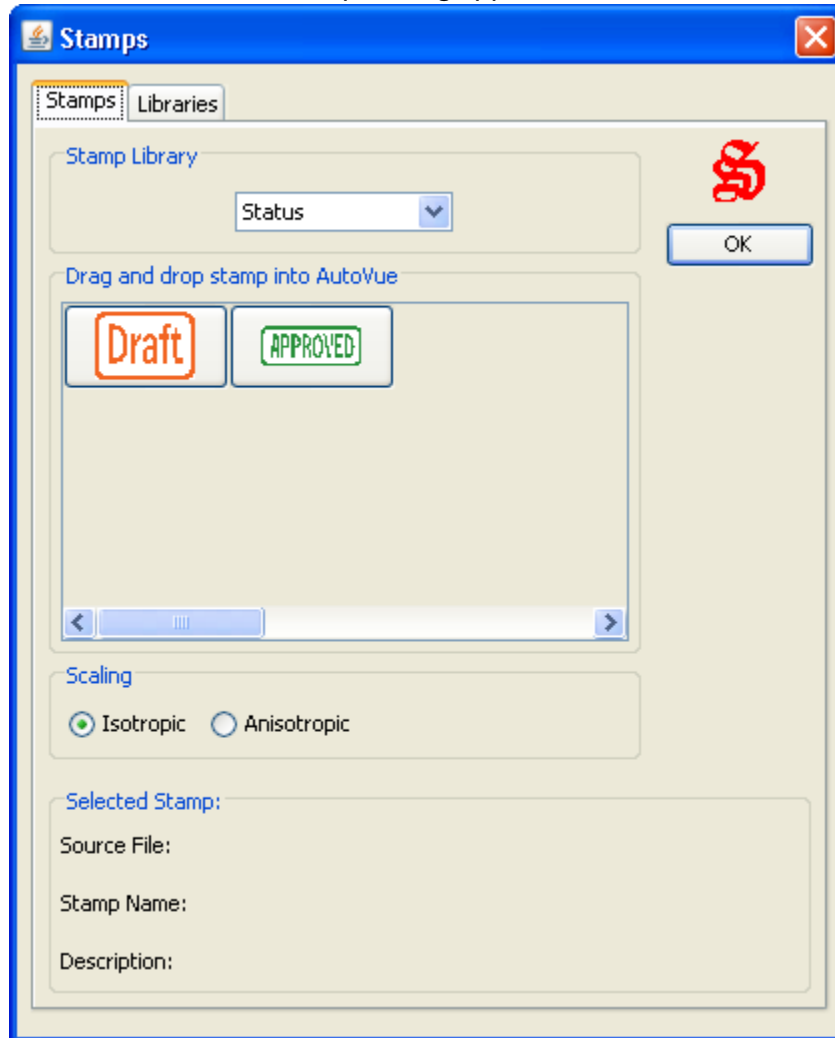 Stamps
Stamps Libraries
Stamp Library
Status
S
OK
Drag and drop stamp into AutoVue
Draft APPROVED
Scaling
Isotropic Anisotropic
Selected Stamp:
Source File:
Stamp Name:
Description: